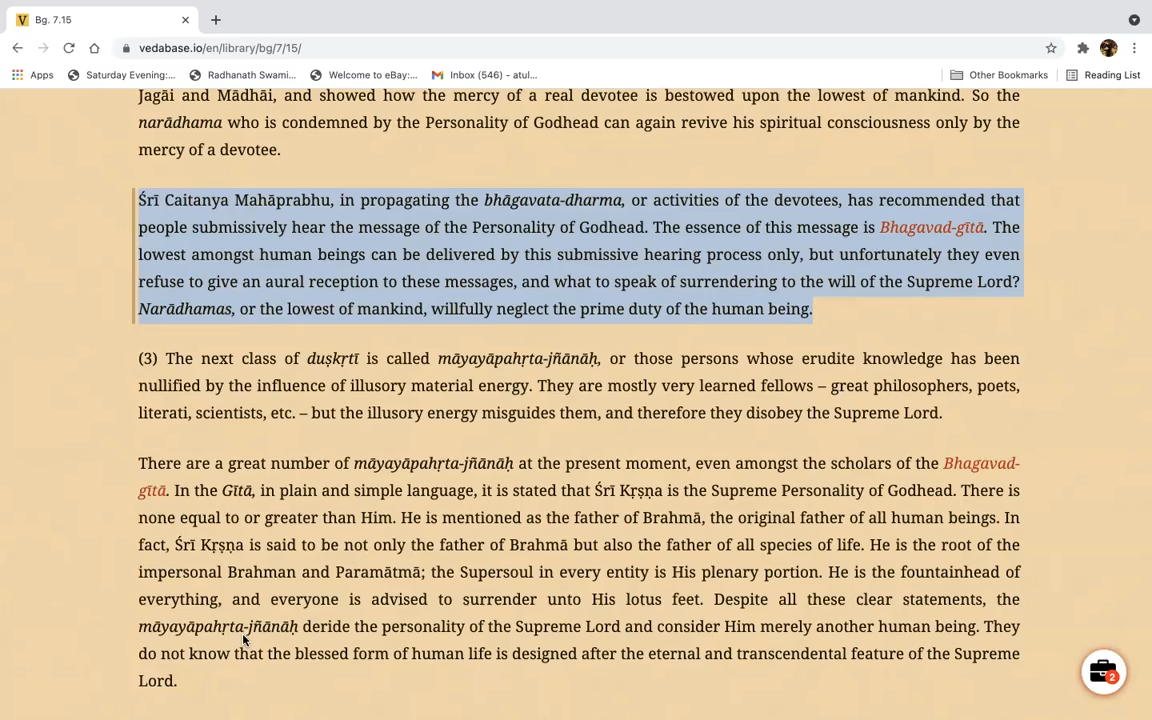 Bg. 7.15
vedabase.io/en/library/bg/7/15/
Apps
Saturday Evening:...
Radhanath Swami...
Welcome to eBay:...
Inbox (546) - atul...
Other Bookmarks
Reading List
Jagāi and Mādhāi, and showed how the mercy of a real devotee is bestowed upon the lowest of mankind. So the
narādhama who is condemned by the Personality of Godhead can again revive his spiritual consciousness only by the
mercy of a devotee.
Śrī Caitanya Mahāprabhu, in propagating the bhāgavata-dharma, or activities of the devotees, has recommended that
people submissively hear the message of the Personality of Godhead. The essence of this message is Bhagavad-gītā. The
lowest amongst human beings can be delivered by this submissive hearing process only, but unfortunately they even
refuse to give an aural reception to these messages, and what to speak of surrendering to the will of the Supreme Lord?
Narādhamas, or the lowest of mankind, willfully neglect the prime duty of the human being.
(3) The next class of duṣkṛtī is called māyayāpahṛta-jñānāḥ, or those persons whose erudite knowledge has been
nullified by the influence of illusory material energy. They are mostly very learned fellows – great philosophers, poets,
literati, scientists, etc. – but the illusory energy misguides them, and therefore they disobey the Supreme Lord.
There are a great number of māyayāpahṛta-jñānāḥ at the present moment, even amongst the scholars of the Bhagavad-
gītā. In the Gītā, in plain and simple language, it is stated that Śrī Kṛṣṇa is the Supreme Personality of Godhead. There is
none equal to or greater than Him. He is mentioned as the father of Brahmā, the original father of all human beings. In
fact, Śrī Kṛṣṇa is said to be not only the father of Brahmā but also the father of all species of life. He is the root of the
impersonal Brahman and Paramātmā; the Supersoul in every entity is His plenary portion. He is the fountainhead of
everything, and everyone is advised to surrender unto His lotus feet. Despite all these clear statements, the
māyayāpahṛta-jñānāḥ deride the personality of the Supreme Lord and consider Him merely another human being. They
do not know that the blessed form of human life is designed after the eternal and transcendental feature of the Supreme
Lord.
2